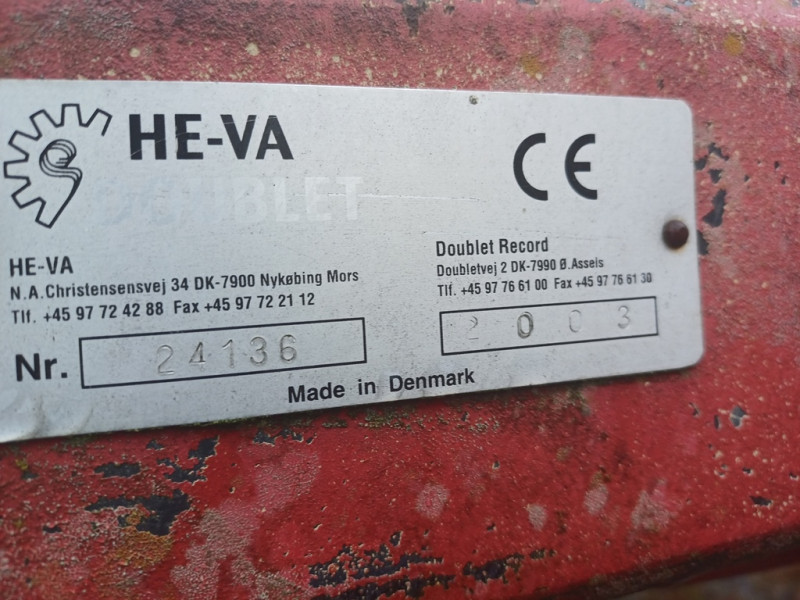 HE-VA
DOUBLET
CE
HE-VA
N.A.Christensensvej 34 DK-7900 Nykøbing Mors
Tlf. +45 97 72 42 88 Fax +45 97 72 21 12
Doublet Record
Doubletvej 2 DK-7990 Ø.Assels
Tlf. +45 97 76 61 00 Fax +45 97 76 61 30
Nr. 24136
2003
Made in Denmark